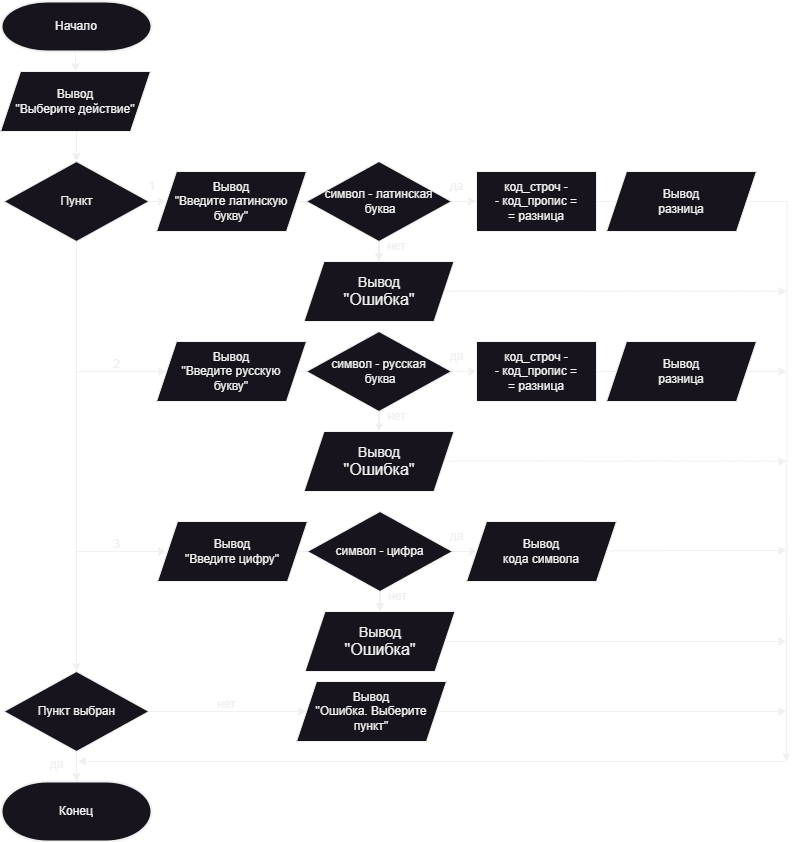 Начало
Вывод
"Выберите действие"
Пункт
1
Вывод
"Введите латинскую
букву"
символ - латинская
буква
да
код_строч -
- код_пропис =
= разница
Вывод
разница
нет
Вывод
"Ошибка"
2
Вывод
"Введите русскую
букву"
символ - русская
буква
да
код_строч -
- код_пропис =
= разница
Вывод
разница
нет
Вывод
"Ошибка"
3
Вывод
"Введите цифру"
символ - цифра
да
Вывод
кода символа
нет
Вывод
"Ошибка"
Пункт выбран
нет
Вывод
"Ошибка. Выберите
пункт"
да
Конец